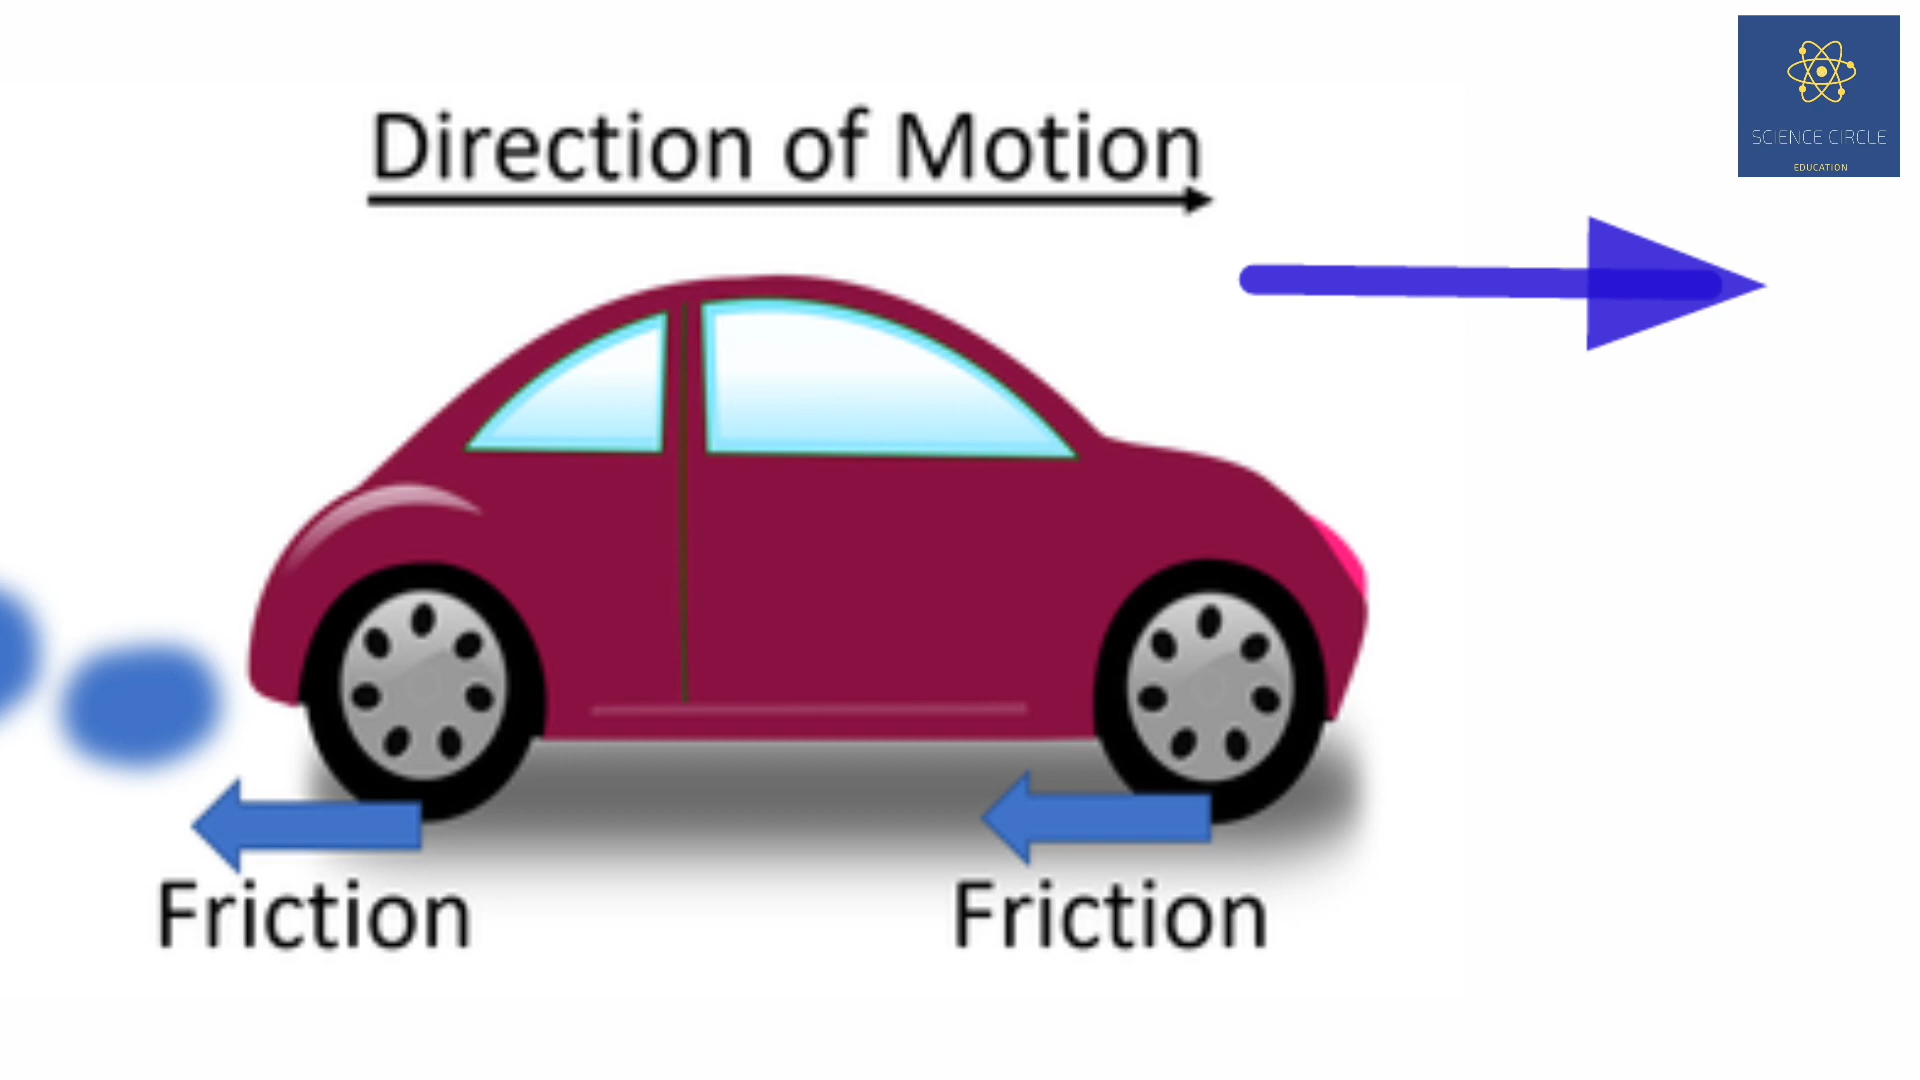 Direction of Motion
SCIENCE CIRCLE
EDUCATION
Friction
Friction